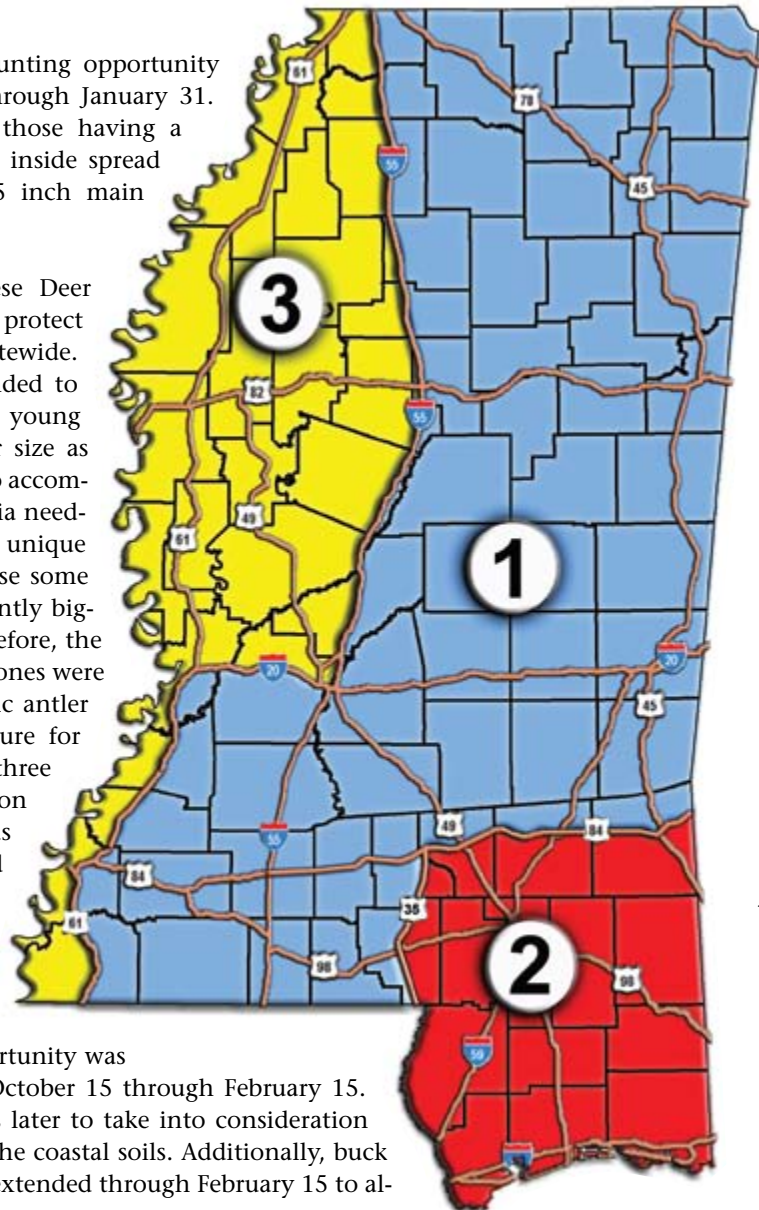 unting opportunity
hrough January 31.
those having a
inside spread
5 inch main
ese Deer
protect
tewide.
ded to
young
r size as
o accom-
ia need-
unique
se some
ntly big-
efore, the
ones were
ic antler
ure for
three
on
s
l
rtunity was
October 15 through February 15.
s later to take into consideration
he coastal soils. Additionally, buck
extended through February 15 to al-
61
78
55
45
3
82
55
49
61
1
20
20
45
49
84
55
84
35
61
98
2
98
59